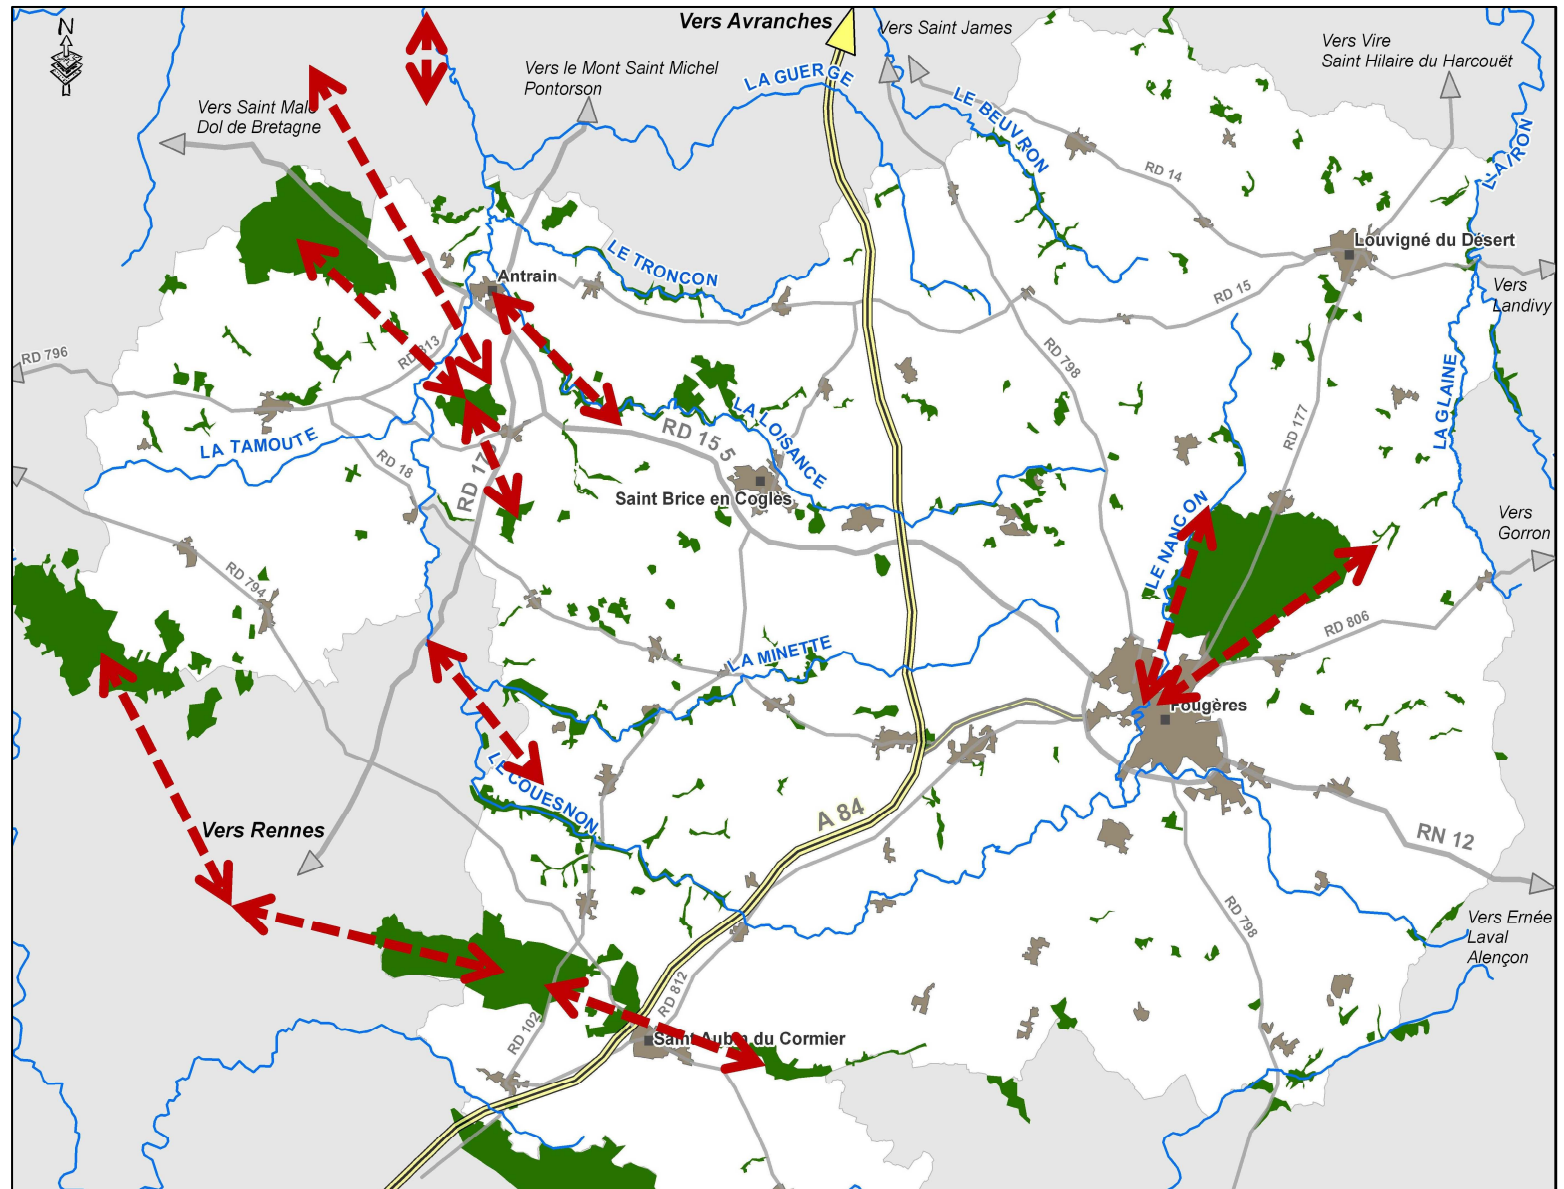 Vers Avranches
Vers Saint James
N
Vers Vire
Saint Hilaire du Harcouët
Vers le Mont Saint Michel
Pontorson
LA GUERGE
LE BEUVRON
Vers Saint Malo
Dol de Bretagne
L'AIRON
RD 14
Louvigné du Désert
LE TRONCON
Antrain
Vers
Landivy
RD 15
RD 796
RD 313
RD 798
LA GLAINE
RD 177
LA LOISANCE
LA TAMOUTE
RD 155
RD 18
RD 17
Saint Brice en Cogles
LE NANCON
Vers
Gorron
RD 794
RD 806
LA MINETTE
Fougères
LE COUESNON
A 84
Vers Rennes
RN 12
RD 798
Vers Ernée
Laval
Alençon
RD 812
RD 102
Saint Aubin du Cormier